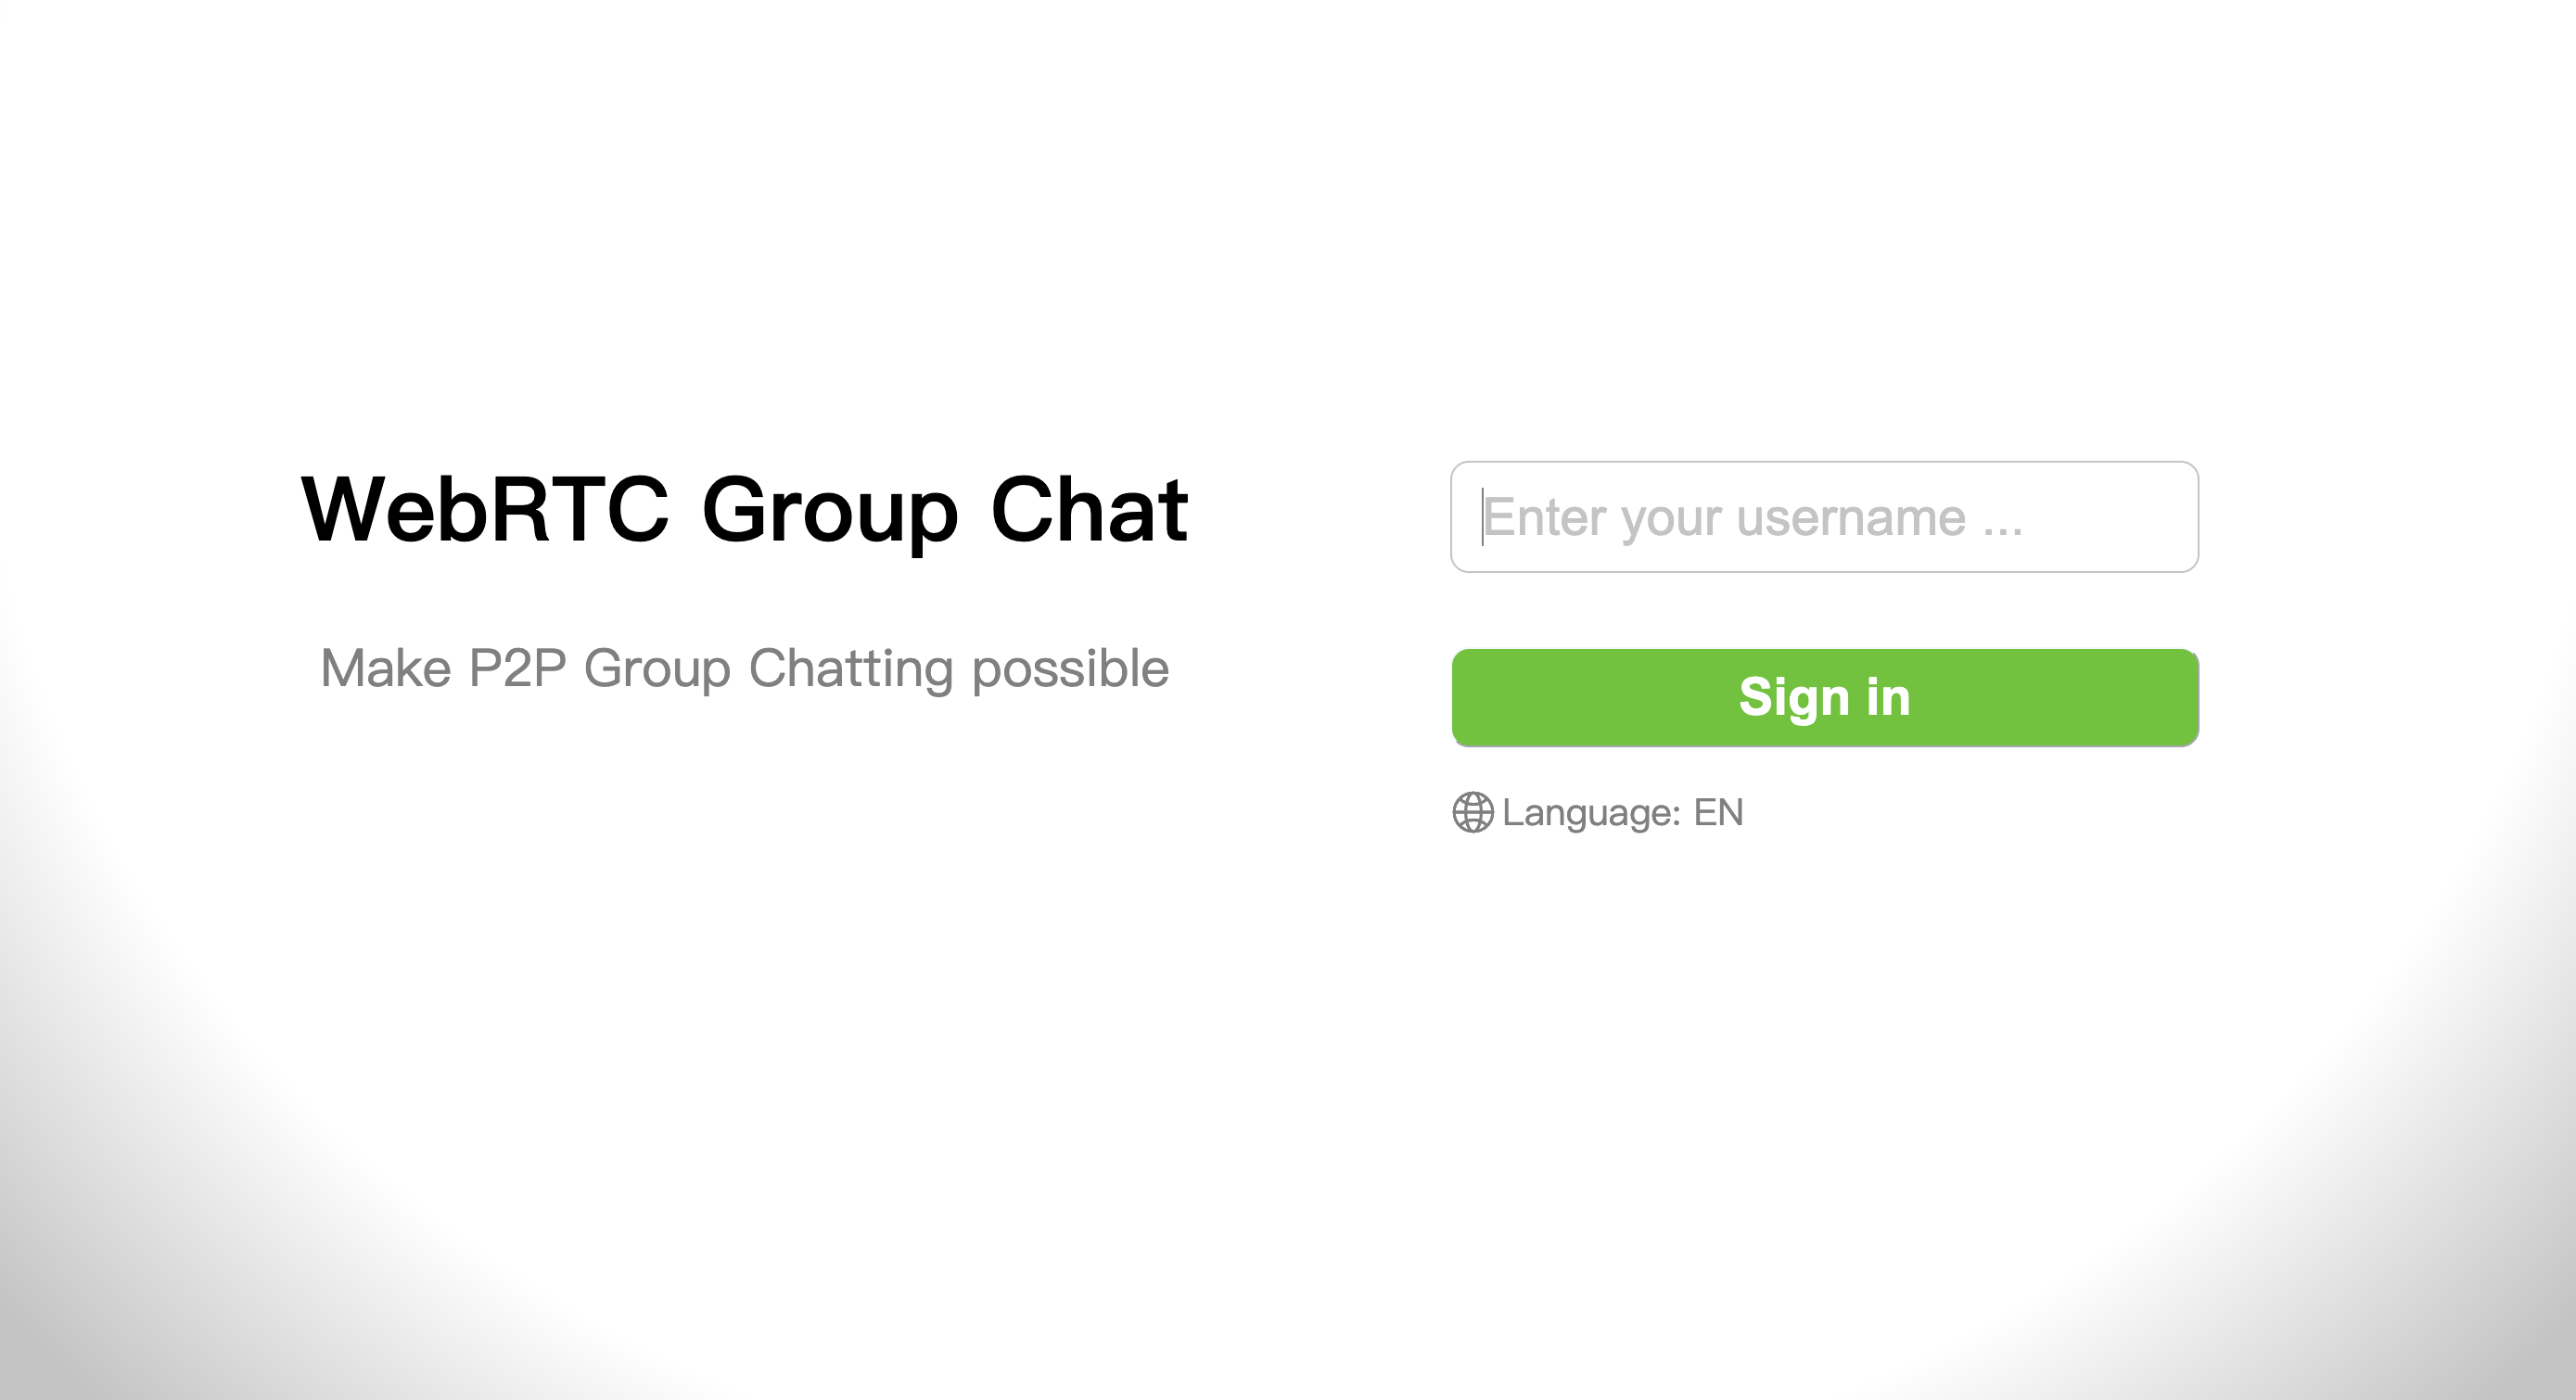 WebRTC Group Chat
Make P2P Group Chatting possible
Enter your username ...
Sign in
Language: EN